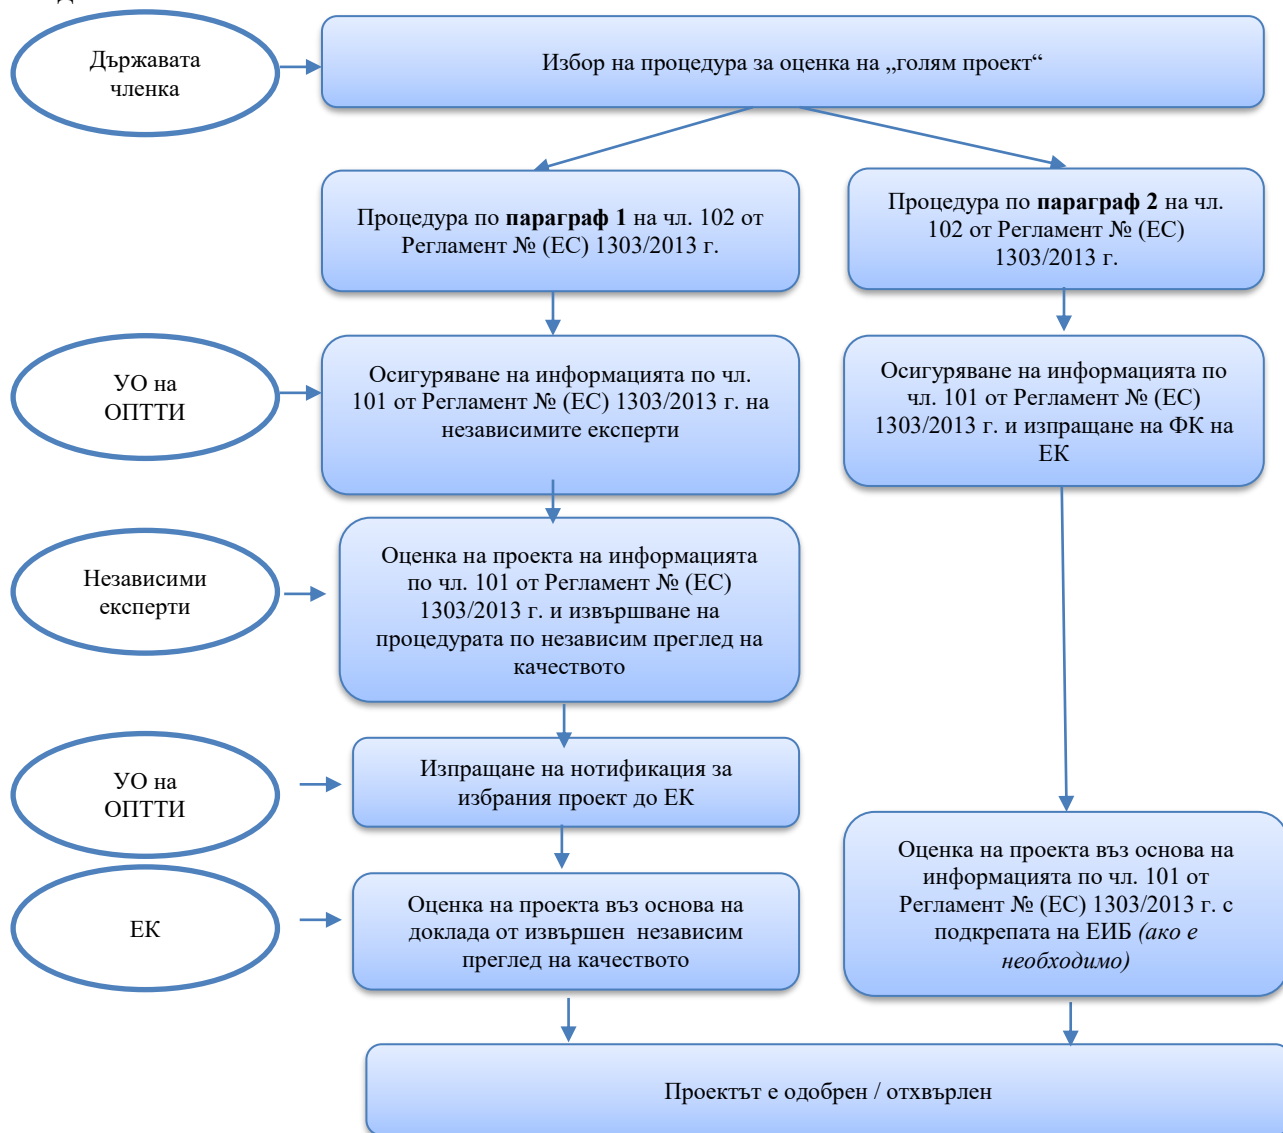 Държавата
членка
Избор на процедура за оценка на „голям проект“
Процедура по параграф 1 на чл. 102 от
Регламент № (ЕС) 1303/2013 г.
Процедура по параграф 2 на чл.
102 от Регламент № (ЕС)
1303/2013 г.
УО на
ОПТТИ
Осигуряване на информацията по чл.
101 от Регламент № (ЕС) 1303/2013 г. на
независимите експерти
Осигуряване на информацията по
чл. 101 от Регламент № (ЕС)
1303/2013 г. и изпращане на ФК на
ЕК
Независими
експерти
Оценка на проекта на информацията
по чл. 101 от Регламент № (ЕС)
1303/2013 г. и извършване на
процедурата по независим преглед на
качеството
УО на
ОПТТИ
Изпращане на нотификация за
избрания проект до ЕК
ЕК
Оценка на проекта въз основа на
доклада от извършен независим
преглед на качеството
Оценка на проекта въз основа на
информацията по чл. 101 от
Регламент № (ЕС) 1303/2013 г. с
подкрепата на ЕИБ (ако е
необходимо)
Проектът е одобрен / отхвърлен